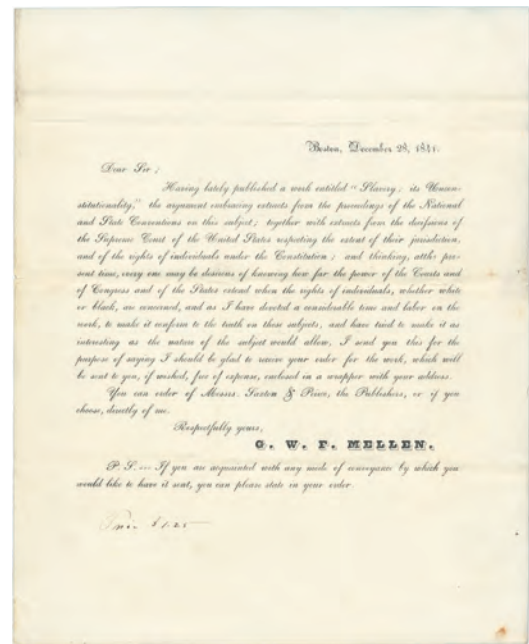 Boston, December 28, 1841.
Dear Sir;
Having lately published a work entitled "Slavery; its Uncon-
stitutionality," the argument embracing extracts from the proceedings of the National
and State Conventions on this subject; together with extracts from the decisions of
the Supreme Court of the United States respecting the extent of their jurisdiction,
and of the rights of individuals under the Constitution; and thinking, at the pre-
sent time, every one may be desirous of knowing how far the power of the Courts and
of Congress and of the States extend when the rights of individuals, whether white
or black, are concerned, and as I have devoted a considerable time and labor on the
work, to make it conform to the truth on these subjects, and have tried to make it as
interesting as the nature of the subject would allow, I send you this for the
purpose of saying I should be glad to receive your order for the work, which will
be sent to you, if wished, free of expense, enclosed in a wrapper with your address.
You can order of Messrs. Saxton & Peirce, the Publishers, or if you
choose, directly of me.
Respectfully yours,
G. W. F. MELLEN.
P. S. --- If you are acquainted with any mode of conveyance by which you
would like to have it sent, you can please state in your order.
Price $1.25